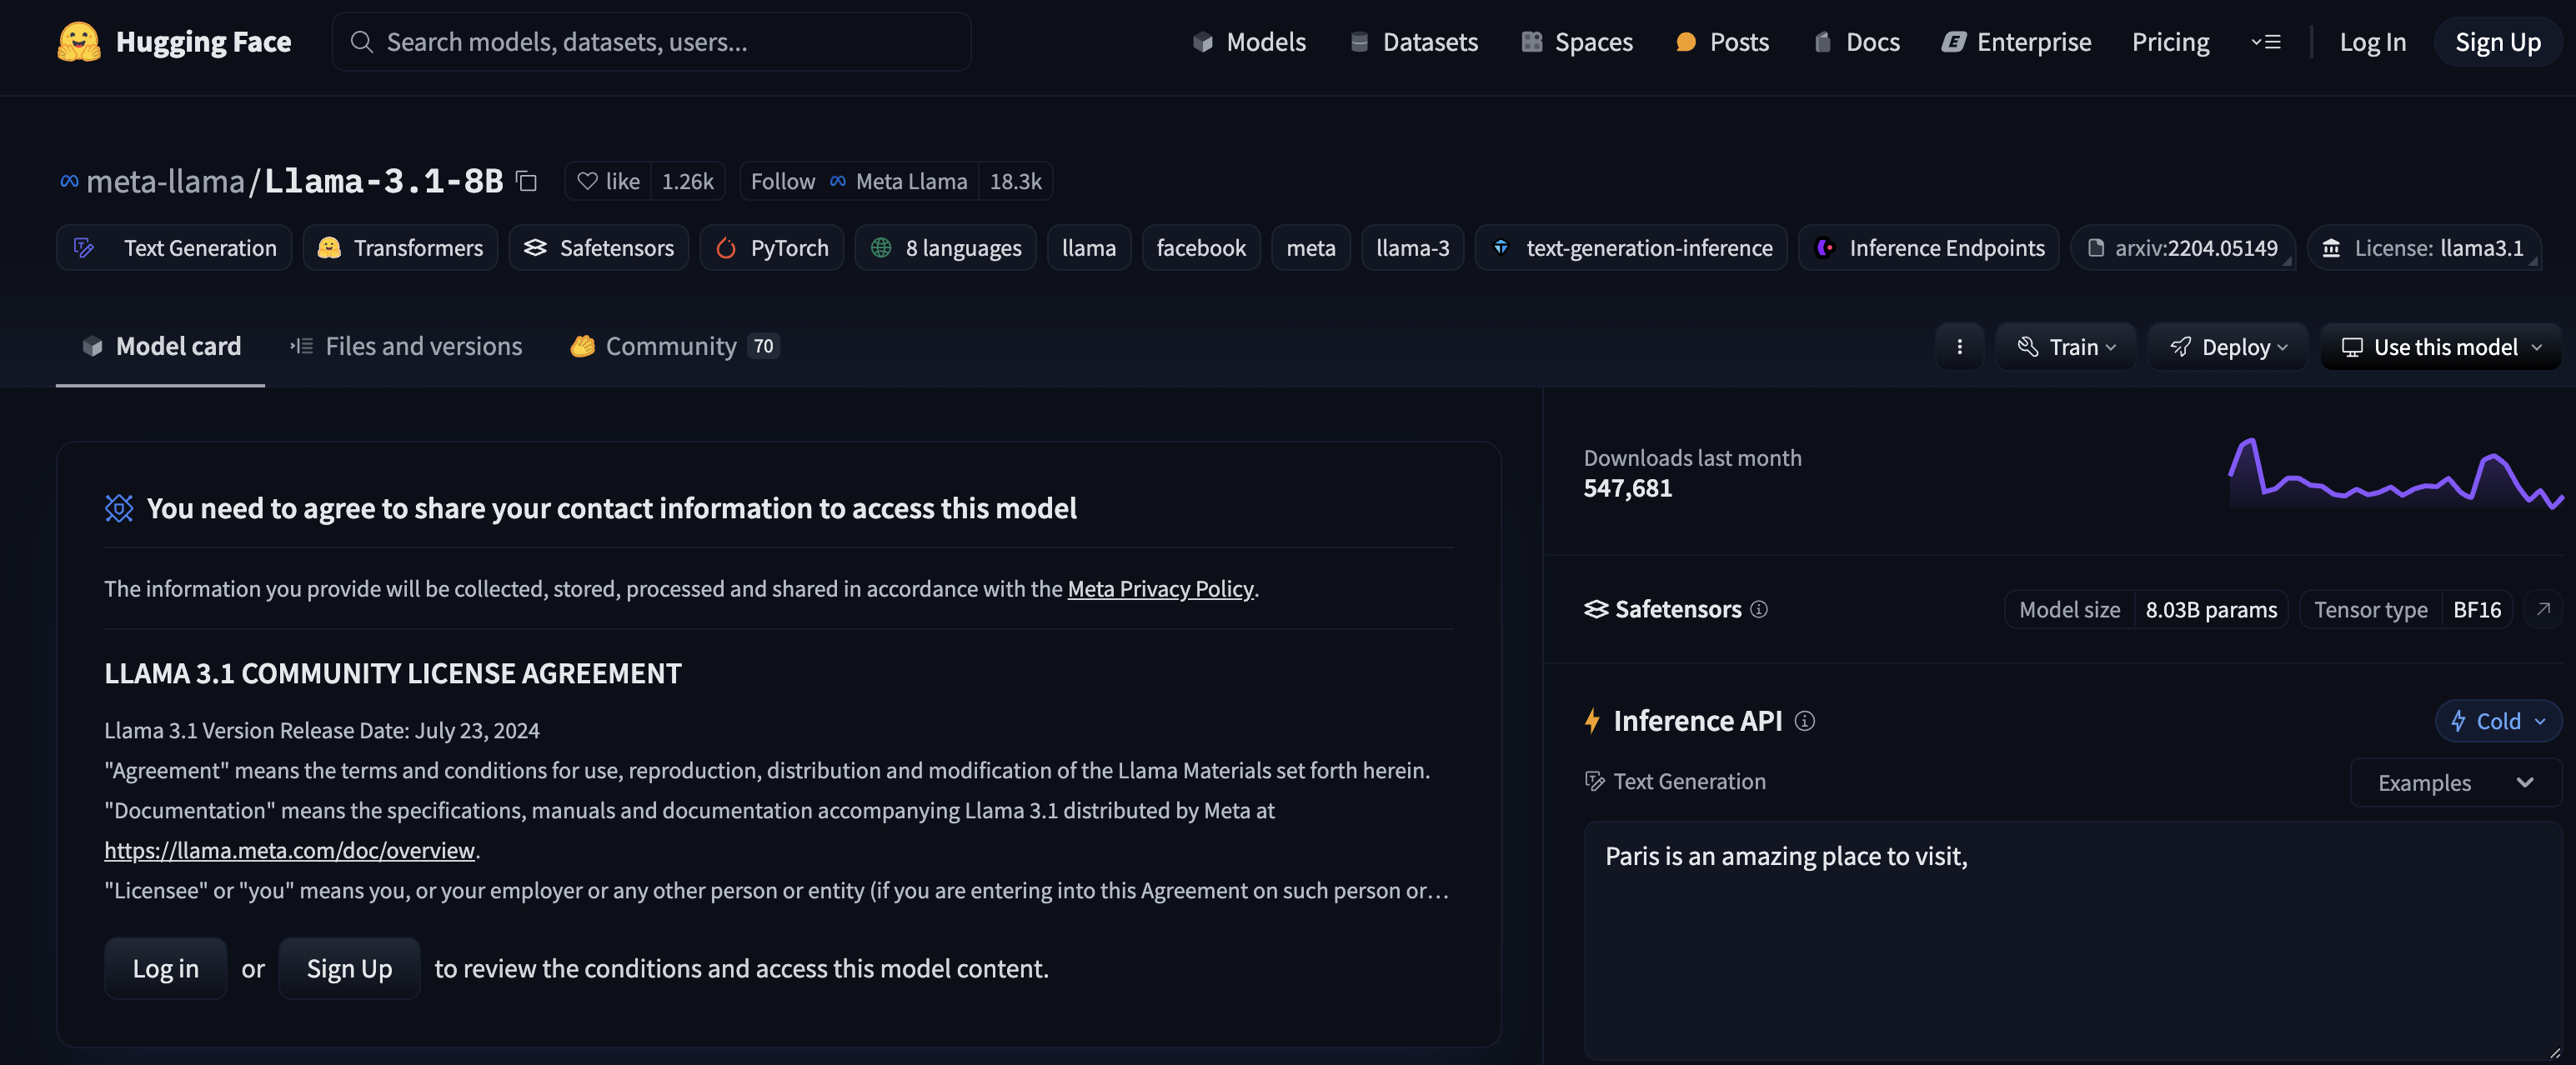 Hugging Face
Search models, datasets, users...
Models
Datasets
Spaces
Posts
Docs
Enterprise
Pricing
Log In
Sign Up
meta-llama/Llama-3.1-8B
like 1.26k
Follow Meta Llama 18.3k
Text Generation
Transformers
Safetensors
PyTorch
8 languages
llama
facebook
meta
llama-3
text-generation-inference
Inference Endpoints
arxiv:2204.05149
License: llama3.1
Model card
Files and versions
Community 70
Train
Deploy
Use this model
You need to agree to share your contact information to access this model
The information you provide will be collected, stored, processed and shared in accordance with the Meta Privacy Policy.
LLAMA 3.1 COMMUNITY LICENSE AGREEMENT
Llama 3.1 Version Release Date: July 23, 2024
"Agreement" means the terms and conditions for use, reproduction, distribution and modification of the Llama Materials set forth herein.
"Documentation" means the specifications, manuals and documentation accompanying Llama 3.1 distributed by Meta at
https://llama.meta.com/doc/overview.
"Licensee" or "you" means you, or your employer or any other person or entity (if you are entering into this Agreement on such person or…
Log in or Sign Up to review the conditions and access this model content.
Downloads last month
547,681
Safetensors
Model size 8.03B params
Tensor type BF16
Inference API
Cold
Text Generation
Examples
Paris is an amazing place to visit,